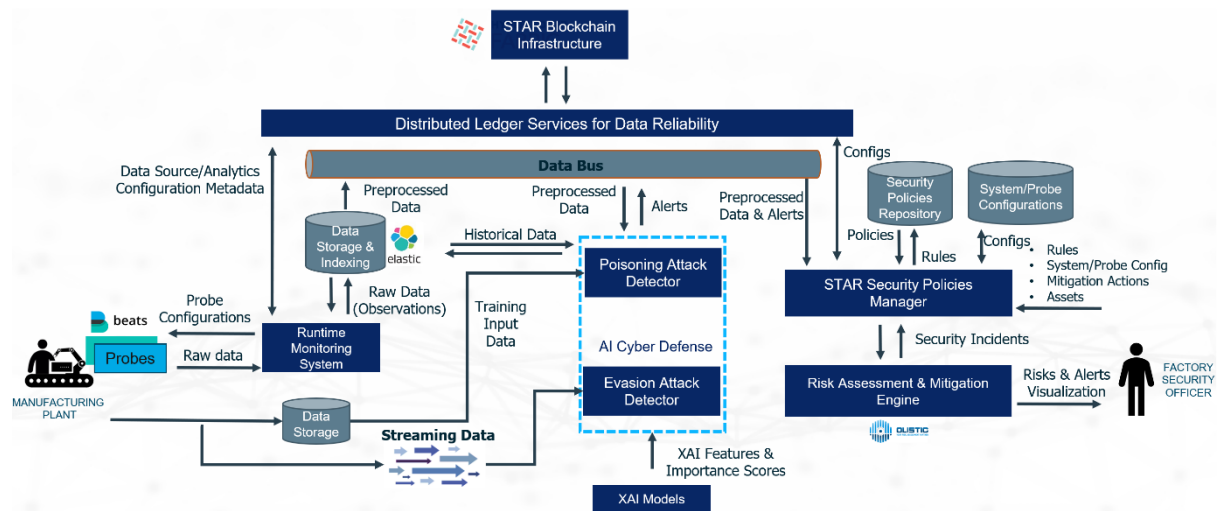 STAR Blockchain
Infrastructure
Distributed Ledger Services for Data Reliability
Data Bus
Data Source/Analytics
Configuration Metadata
Preprocessed
Data
Preprocessed
Data
Alerts
Preprocessed
Data & Alerts
Configs
Security
Policies
Repository
System/Probe
Configurations
Data
Storage &
Indexing
elastic
Historical Data
Policies
Rules
Configs
• Rules
• System/Probe Config
• Mitigation Actions
• Assets
Poisoning Attack
Detector
STAR Security Policies
Manager
Raw Data
(Observations)
Training
Input
Data
Probe
Configurations
beats
Probes
Raw data
Runtime
Monitoring
System
AI Cyber Defense
Security Incidents
Evasion Attack
Detector
Risk Assessment & Mitigation
Engine
Risks & Alerts
Visualization
FACTORY
SECURITY
OFFICER
MANUFACTURING
PLANT
Data
Storage
Streaming Data
OLISTIC
XAI Features &
Importance Scores
XAI Models